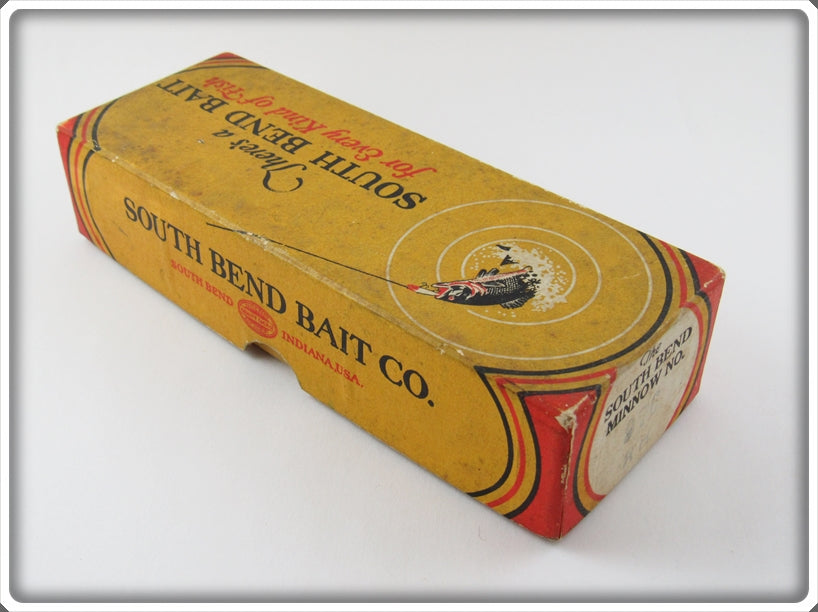 There's a
SOUTH BEND BAIT
for Every Kind of Fish
SOUTH BEND BAIT CO.
SOUTH BEND
INDIANA, U.S.A.
The
SOUTH BEND
MINNOW NO.